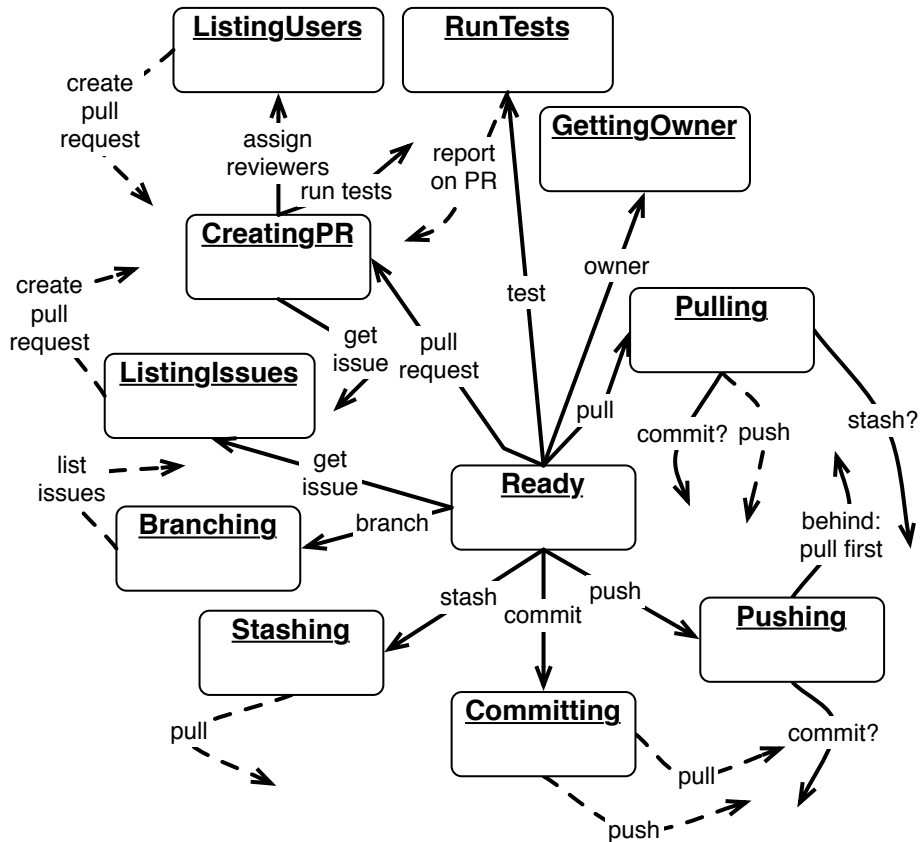 ListingUsers
RunTests
create
pull
request
GettingOwner
assign
reviewers
report
on PR
run tests
CreatingPR
owner
create
pull
request
test
Pulling
get
issue
pull
request
ListingIssues
pull
commit?
push
stash?
list
issues
get
issue
Ready
Branching
branch
behind:
pull first
stash
commit
push
Stashing
Pushing
Committing
pull
commit?
pull
push